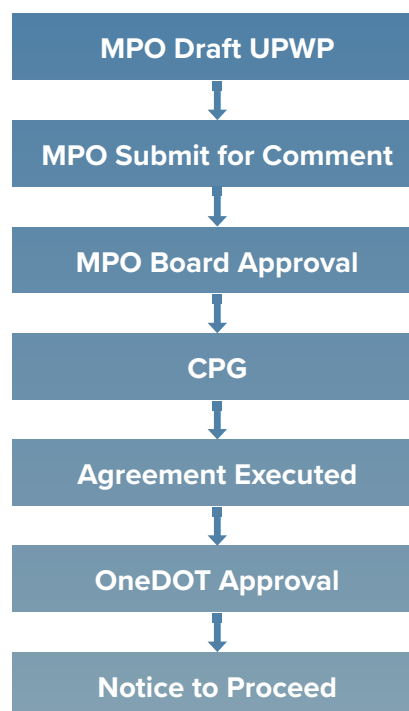 MPO Draft UPWP
MPO Submit for Comment
MPO Board Approval
CPG
Agreement Executed
OneDOT Approval
Notice to Proceed